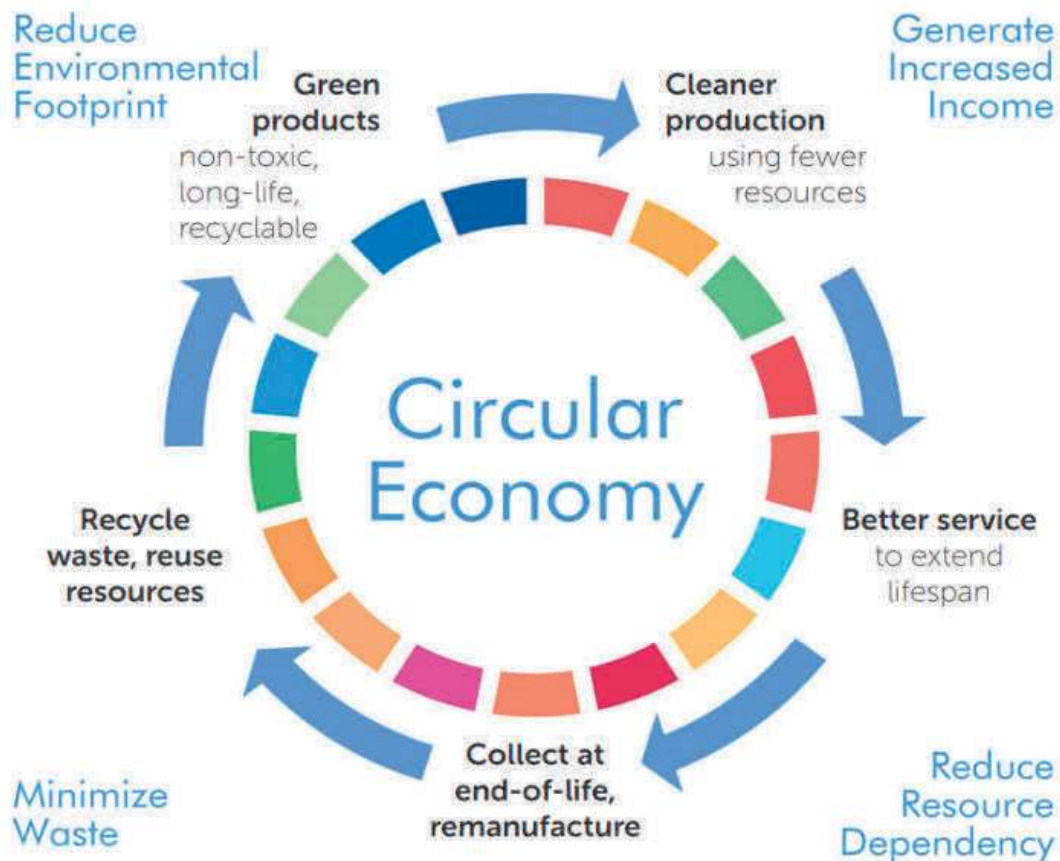 Reduce
Environmental
Footprint
Generate
Increased
Income
Green
products
non-toxic,
long-life,
recyclable
Cleaner
production
using fewer
resources
Circular
Economy
Recycle
waste, reuse
resources
Better service
to extend
lifespan
Collect at
end-of-life,
remanufacture
Minimize
Waste
Reduce
Resource
Dependency